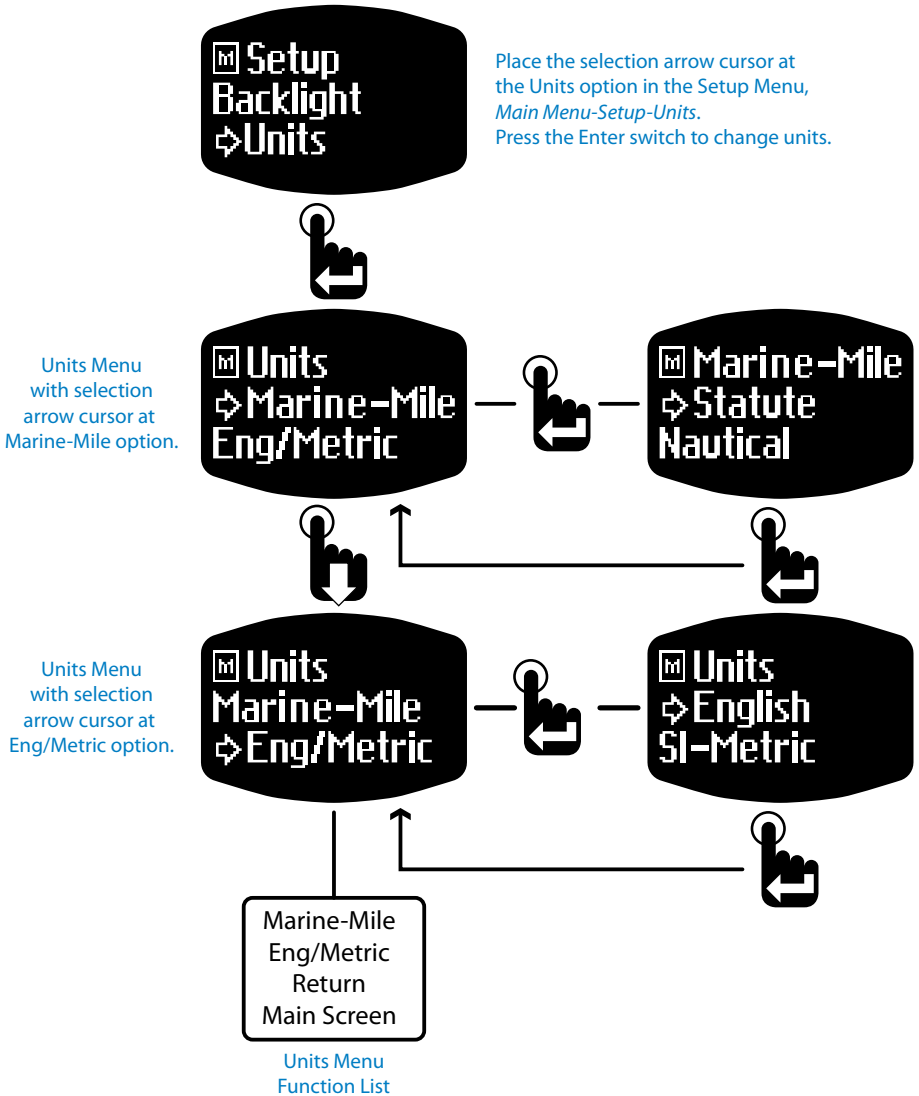 M Setup
Backlight
⇨Units
Place the selection arrow cursor at
the Units option in the Setup Menu,
Main Menu-Setup-Units.
Press the Enter switch to change units.
Units Menu
with selection
arrow cursor at
Marine-Mile option.
M Units
⇨Marine-Mile
Eng/Metric
M Marine-Mile
⇨Statute
Nautical
Units Menu
with selection
arrow cursor at
Eng/Metric option.
M Units
Marine-Mile
⇨Eng/Metric
M Units
⇨English
SI-Metric
Marine-Mile
Eng/Metric
Return
Main Screen
Units Menu
Function List